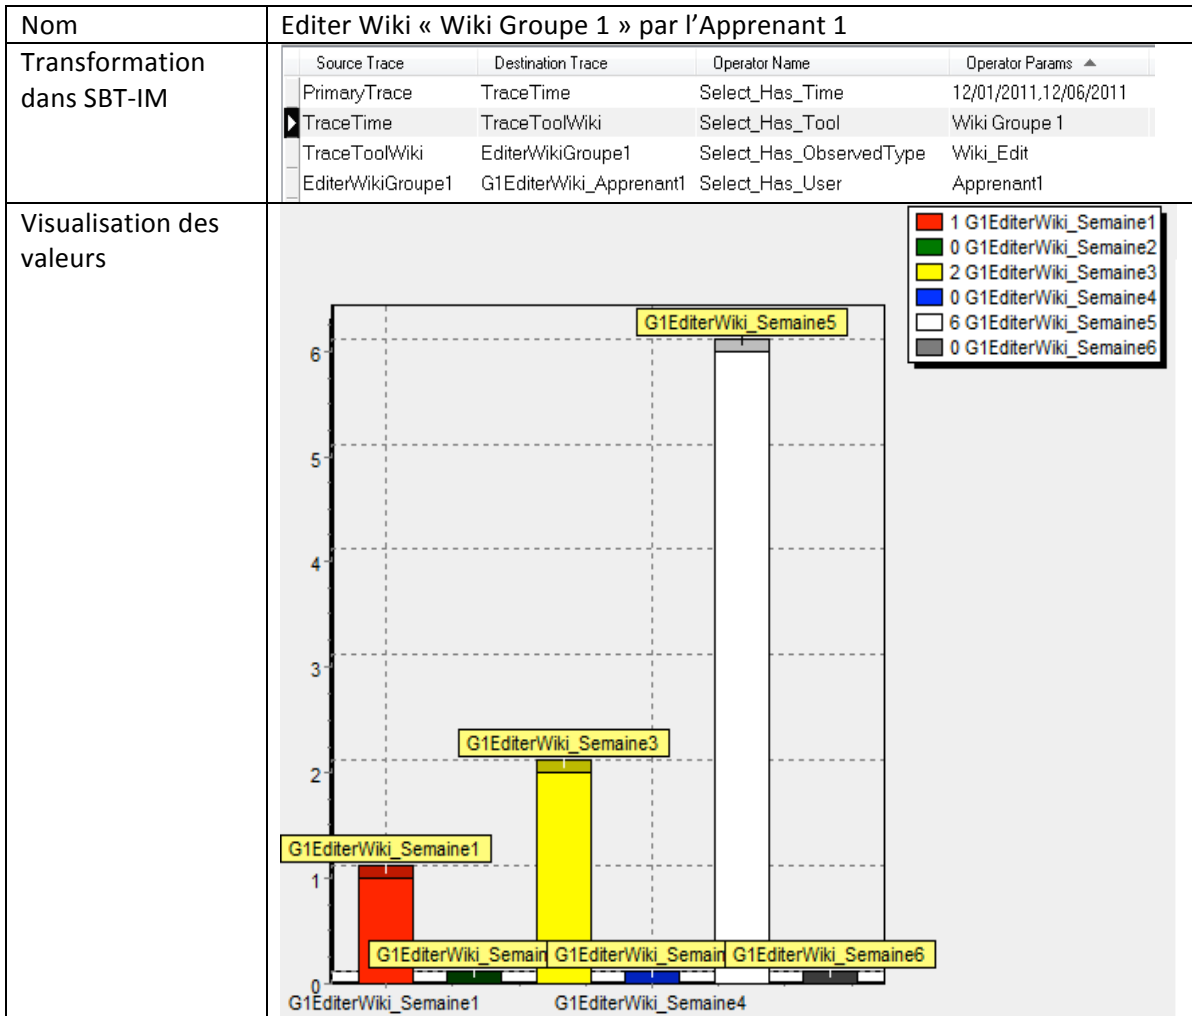 Nom
Editer Wiki « Wiki Groupe 1 » par l’Apprenant 1
Transformation
dans SBT-IM
Source Trace Destination Trace Operator Name Operator Params
PrimaryTrace TraceTime Select_Has_Time 12/01/2011,12/06/2011
TraceTime TraceToolWiki Select_Has_Tool Wiki Groupe 1
TraceToolWiki EditerWikiGroupe1 Select_Has_ObservedType Wiki_Edit
EditerWikiGroupe1 G1EditerWiki_Apprenant1 Select_Has_User Apprenant1
Visualisation des
valeurs
1 G1EditerWiki_Semaine1
0 G1EditerWiki_Semaine2
2 G1EditerWiki_Semaine3
0 G1EditerWiki_Semaine4
6 G1EditerWiki_Semaine5
0 G1EditerWiki_Semaine6
G1EditerWiki_Semaine5
6
5
4
3
G1EditerWiki_Semaine3
2
G1EditerWiki_Semaine1
1
G1EditerWiki_Semain G1EditerWiki_Semain G1EditerWiki_Semaine6
0
G1EditerWiki_Semaine1 G1EditerWiki_Semaine4